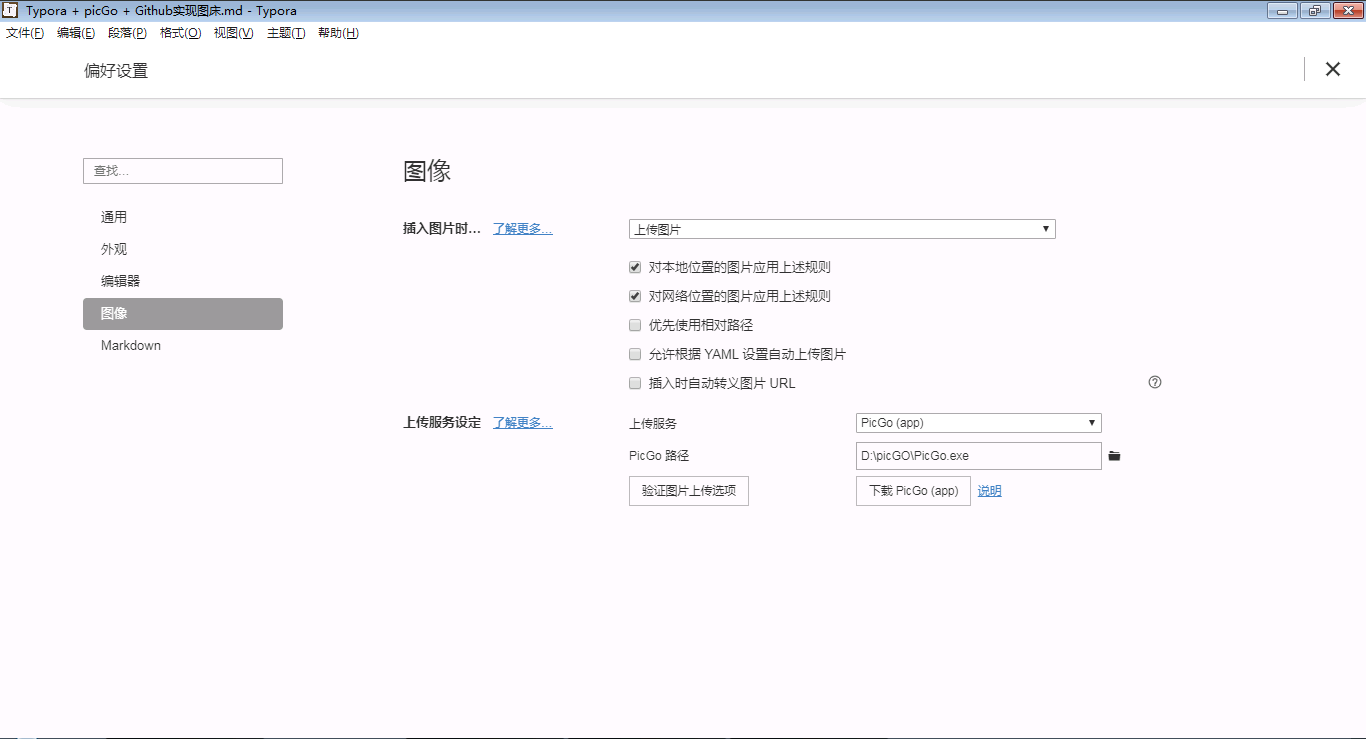 Typora + picGo + Github实现图床.md - Typora
文件(F) 编辑(E) 段落(P) 格式(O) 视图(V) 主题(T) 帮助(H)
偏好设置
查找...
通用
外观
编辑器
图像
Markdown
图像
插入图片时... 了解更多... 上传图片
对本地位置的图片应用上述规则
对网络位置的图片应用上述规则
优先使用相对路径
允许根据 YAML 设置自动上传图片
插入时自动转义图片 URL
上传服务设定 了解更多... 上传服务 PicGo (app)
PicGo 路径 D:\picGO\PicGo.exe
验证图片上传选项 下载 PicGo (app) 说明